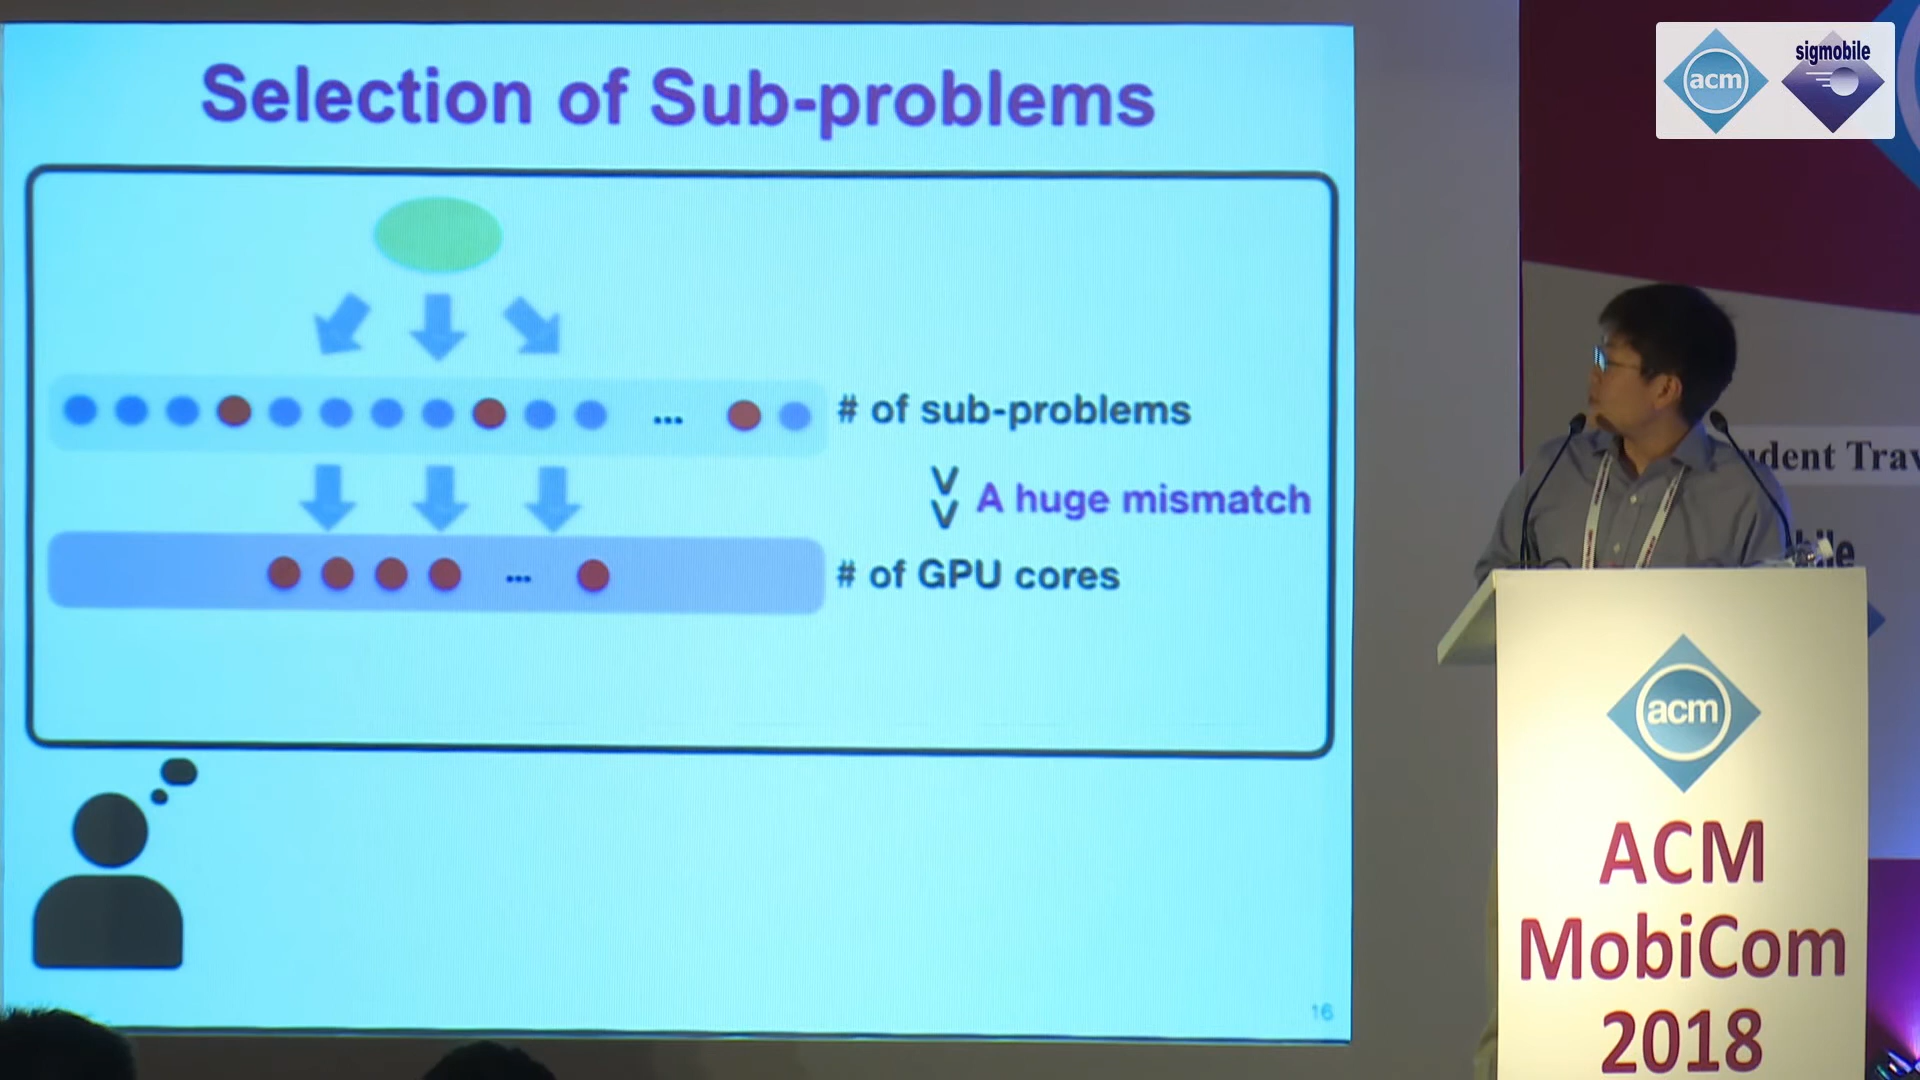 Selection of Sub-problems
... # of sub-problems
>> A huge mismatch
... # of GPU cores
16
acm
sigmobile
acm
ACM
MobiCom
2018